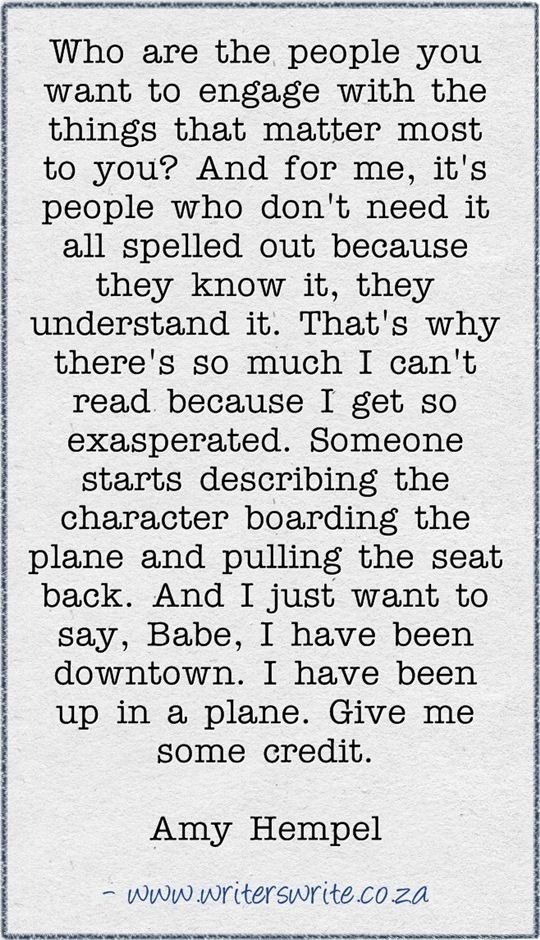 Who are the people you
want to engage with the
things that matter most
to you? And for me, it's
people who don't need it
all spelled out because
they know it, they
understand it. That's why
there's so much I can't
read because I get so
exasperated. Someone
starts describing the
character boarding the
plane and pulling the seat
back. And I just want to
say, Babe, I have been
downtown. I have been
up in a plane. Give me
some credit.
Amy Hempel
- www.writerswrite.co.za